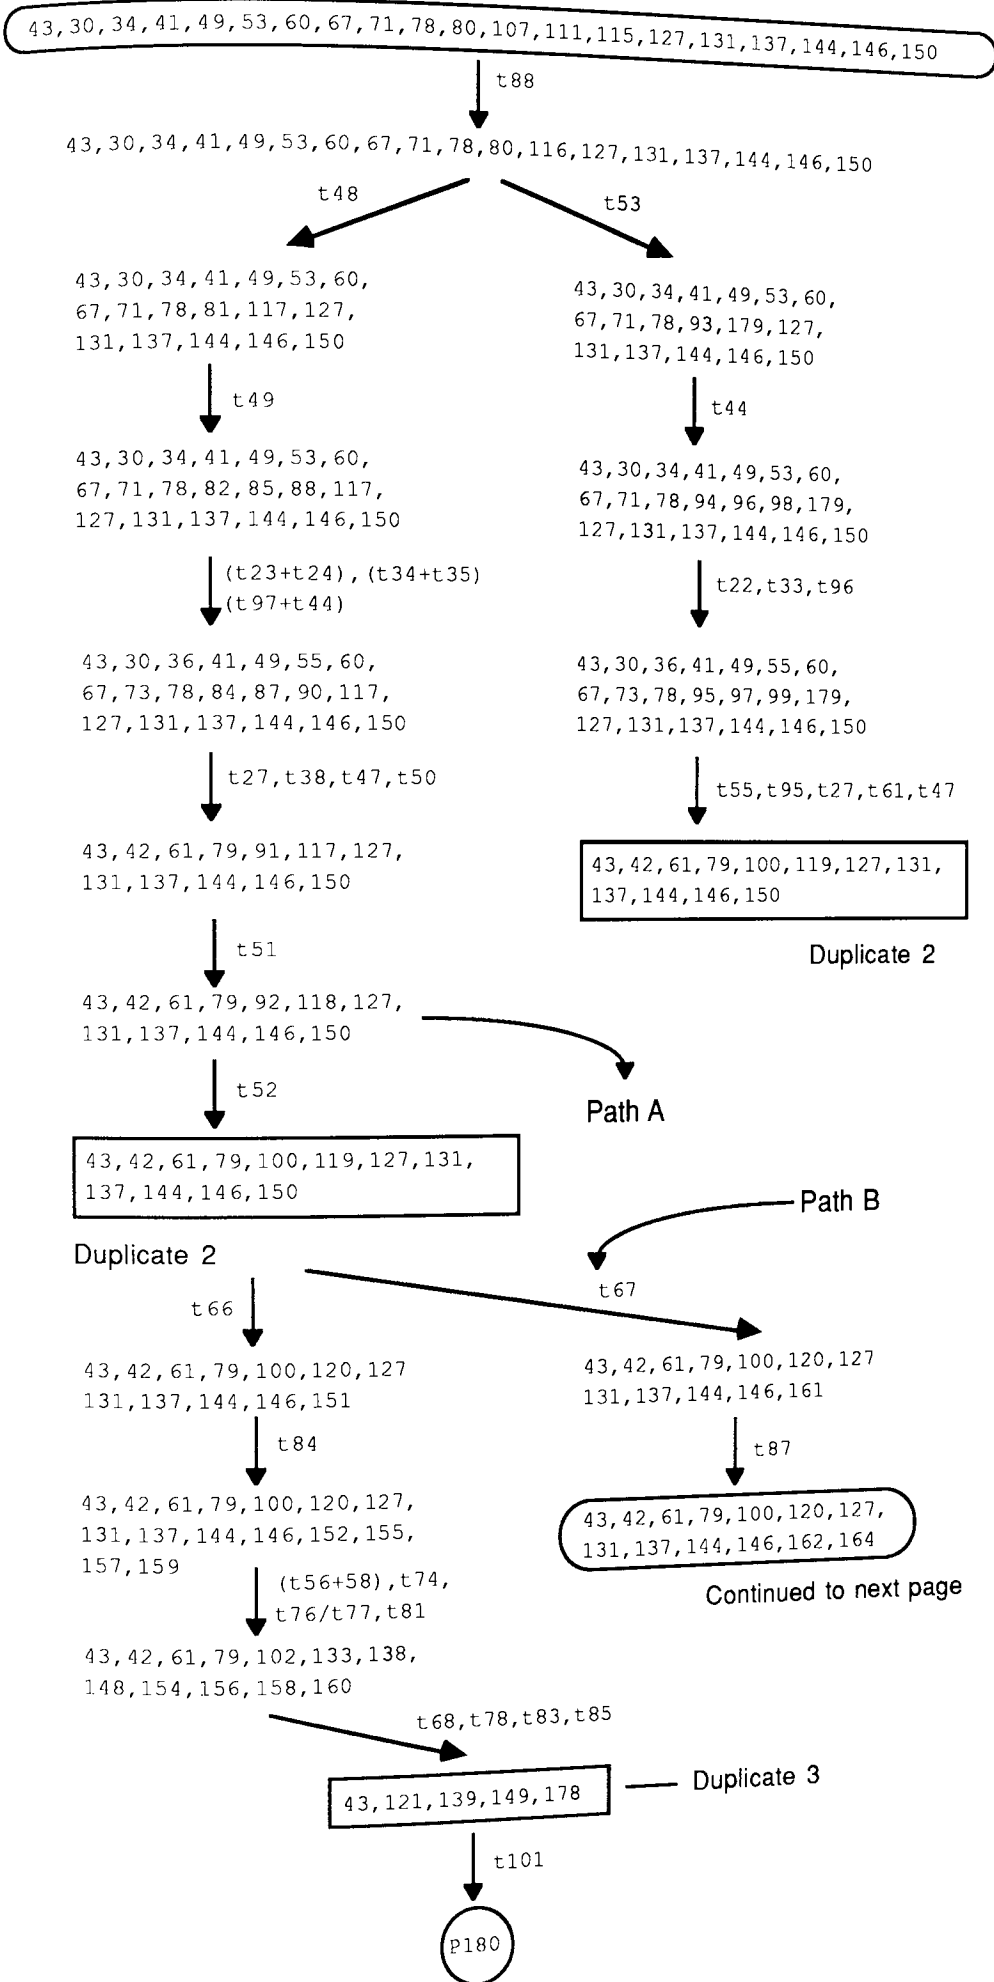 43,30,34,41,49,53,60,67,71,78,80,107,111,115,127,131,137,144,146,150
t88
43,30,34,41,49,53,60,67,71,78,80,116,127,131,137,144,146,150
t48
t53
43,30,34,41,49,53,60,
67,71,78,81,117,127,
131,137,144,146,150
43,30,34,41,49,53,60,
67,71,78,93,179,127,
131,137,144,146,150
t49
t44
43,30,34,41,49,53,60,
67,71,78,82,85,88,117,
127,131,137,144,146,150
43,30,34,41,49,53,60,
67,71,78,94,96,98,179,
127,131,137,144,146,150
(t23+t24),(t34+t35)
(t97+t44)
t22,t33,t96
43,30,36,41,49,55,60,
67,73,78,84,87,90,117,
127,131,137,144,146,150
43,30,36,41,49,55,60,
67,73,78,95,97,99,179,
127,131,137,144,146,150
t27,t38,t47,t50
t55,t95,t27,t61,t47
43,42,61,79,91,117,127,
131,137,144,146,150
43,42,61,79,100,119,127,131,
137,144,146,150
Duplicate 2
t51
43,42,61,79,92,118,127,
131,137,144,146,150
t52
Path A
43,42,61,79,100,119,127,131,
137,144,146,150
Path B
Duplicate 2
t66
t67
43,42,61,79,100,120,127
131,137,144,146,151
43,42,61,79,100,120,127
131,137,144,146,161
t84
t87
43,42,61,79,100,120,127,
131,137,144,146,152,155,
157,159
43,42,61,79,100,120,127,
131,137,144,146,162,164
Continued to next page
(t56+58),t74,
t76/t77,t81
43,42,61,79,102,133,138,
148,154,156,158,160
t68,t78,t83,t85
43,121,139,149,178
Duplicate 3
t101
P180